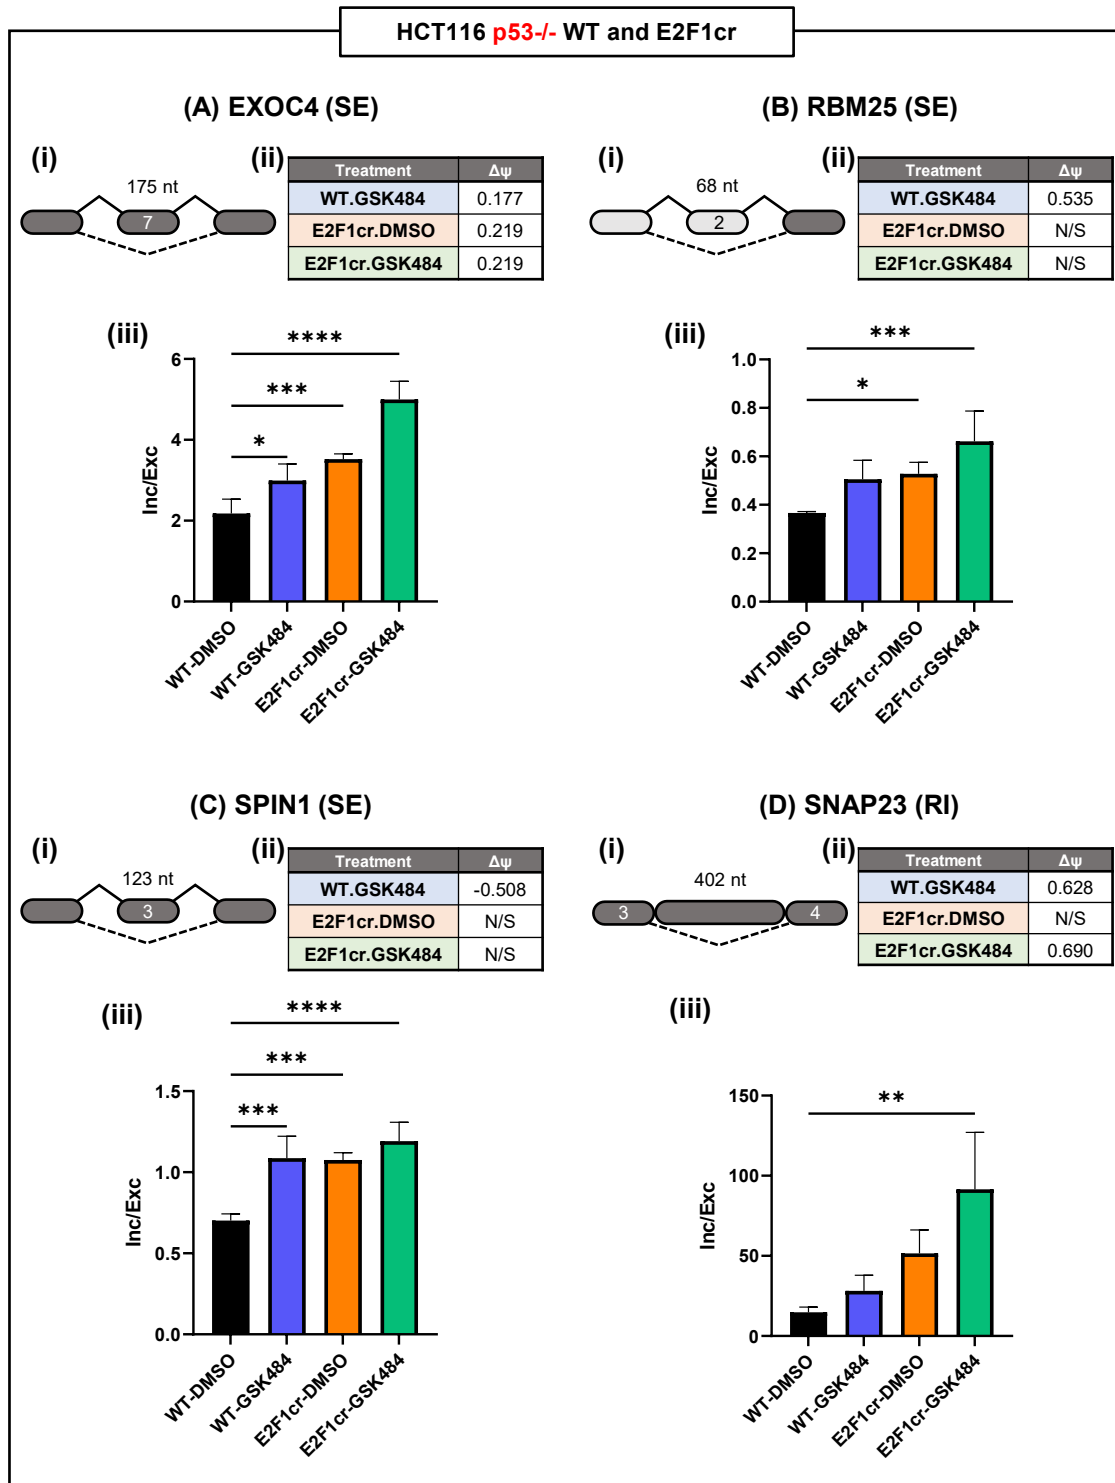 HCT116 p53-/- WT and E2F1cr
(A) EXOC4 (SE)
(i)
175 nt
7
(ii)
Treatment Δψ
WT.GSK484 0.177
E2F1cr.DMSO 0.219
E2F1cr.GSK484 0.219
(iii)
****
***
*
Inc/Exc
6
4
2
0
WT-DMSO
WT-GSK484
E2F1cr-DMSO
E2F1cr-GSK484
(B) RBM25 (SE)
(i)
68 nt
2
(ii)
Treatment Δψ
WT.GSK484 0.535
E2F1cr.DMSO N/S
E2F1cr.GSK484 N/S
(iii)
***
*
Inc/Exc
1.0
0.8
0.6
0.4
0.2
0.0
WT-DMSO
WT-GSK484
E2F1cr-DMSO
E2F1cr-GSK484
(C) SPIN1 (SE)
(i)
123 nt
3
(ii)
Treatment Δψ
WT.GSK484 -0.508
E2F1cr.DMSO N/S
E2F1cr.GSK484 N/S
(iii)
****
***
***
Inc/Exc
1.5
1.0
0.5
0.0
WT-DMSO
WT-GSK484
E2F1cr-DMSO
E2F1cr-GSK484
(D) SNAP23 (RI)
(i)
402 nt
3 4
(ii)
Treatment Δψ
WT.GSK484 0.628
E2F1cr.DMSO N/S
E2F1cr.GSK484 0.690
(iii)
**
Inc/Exc
150
100
50
0
WT-DMSO
WT-GSK484
E2F1cr-DMSO
E2F1cr-GSK484